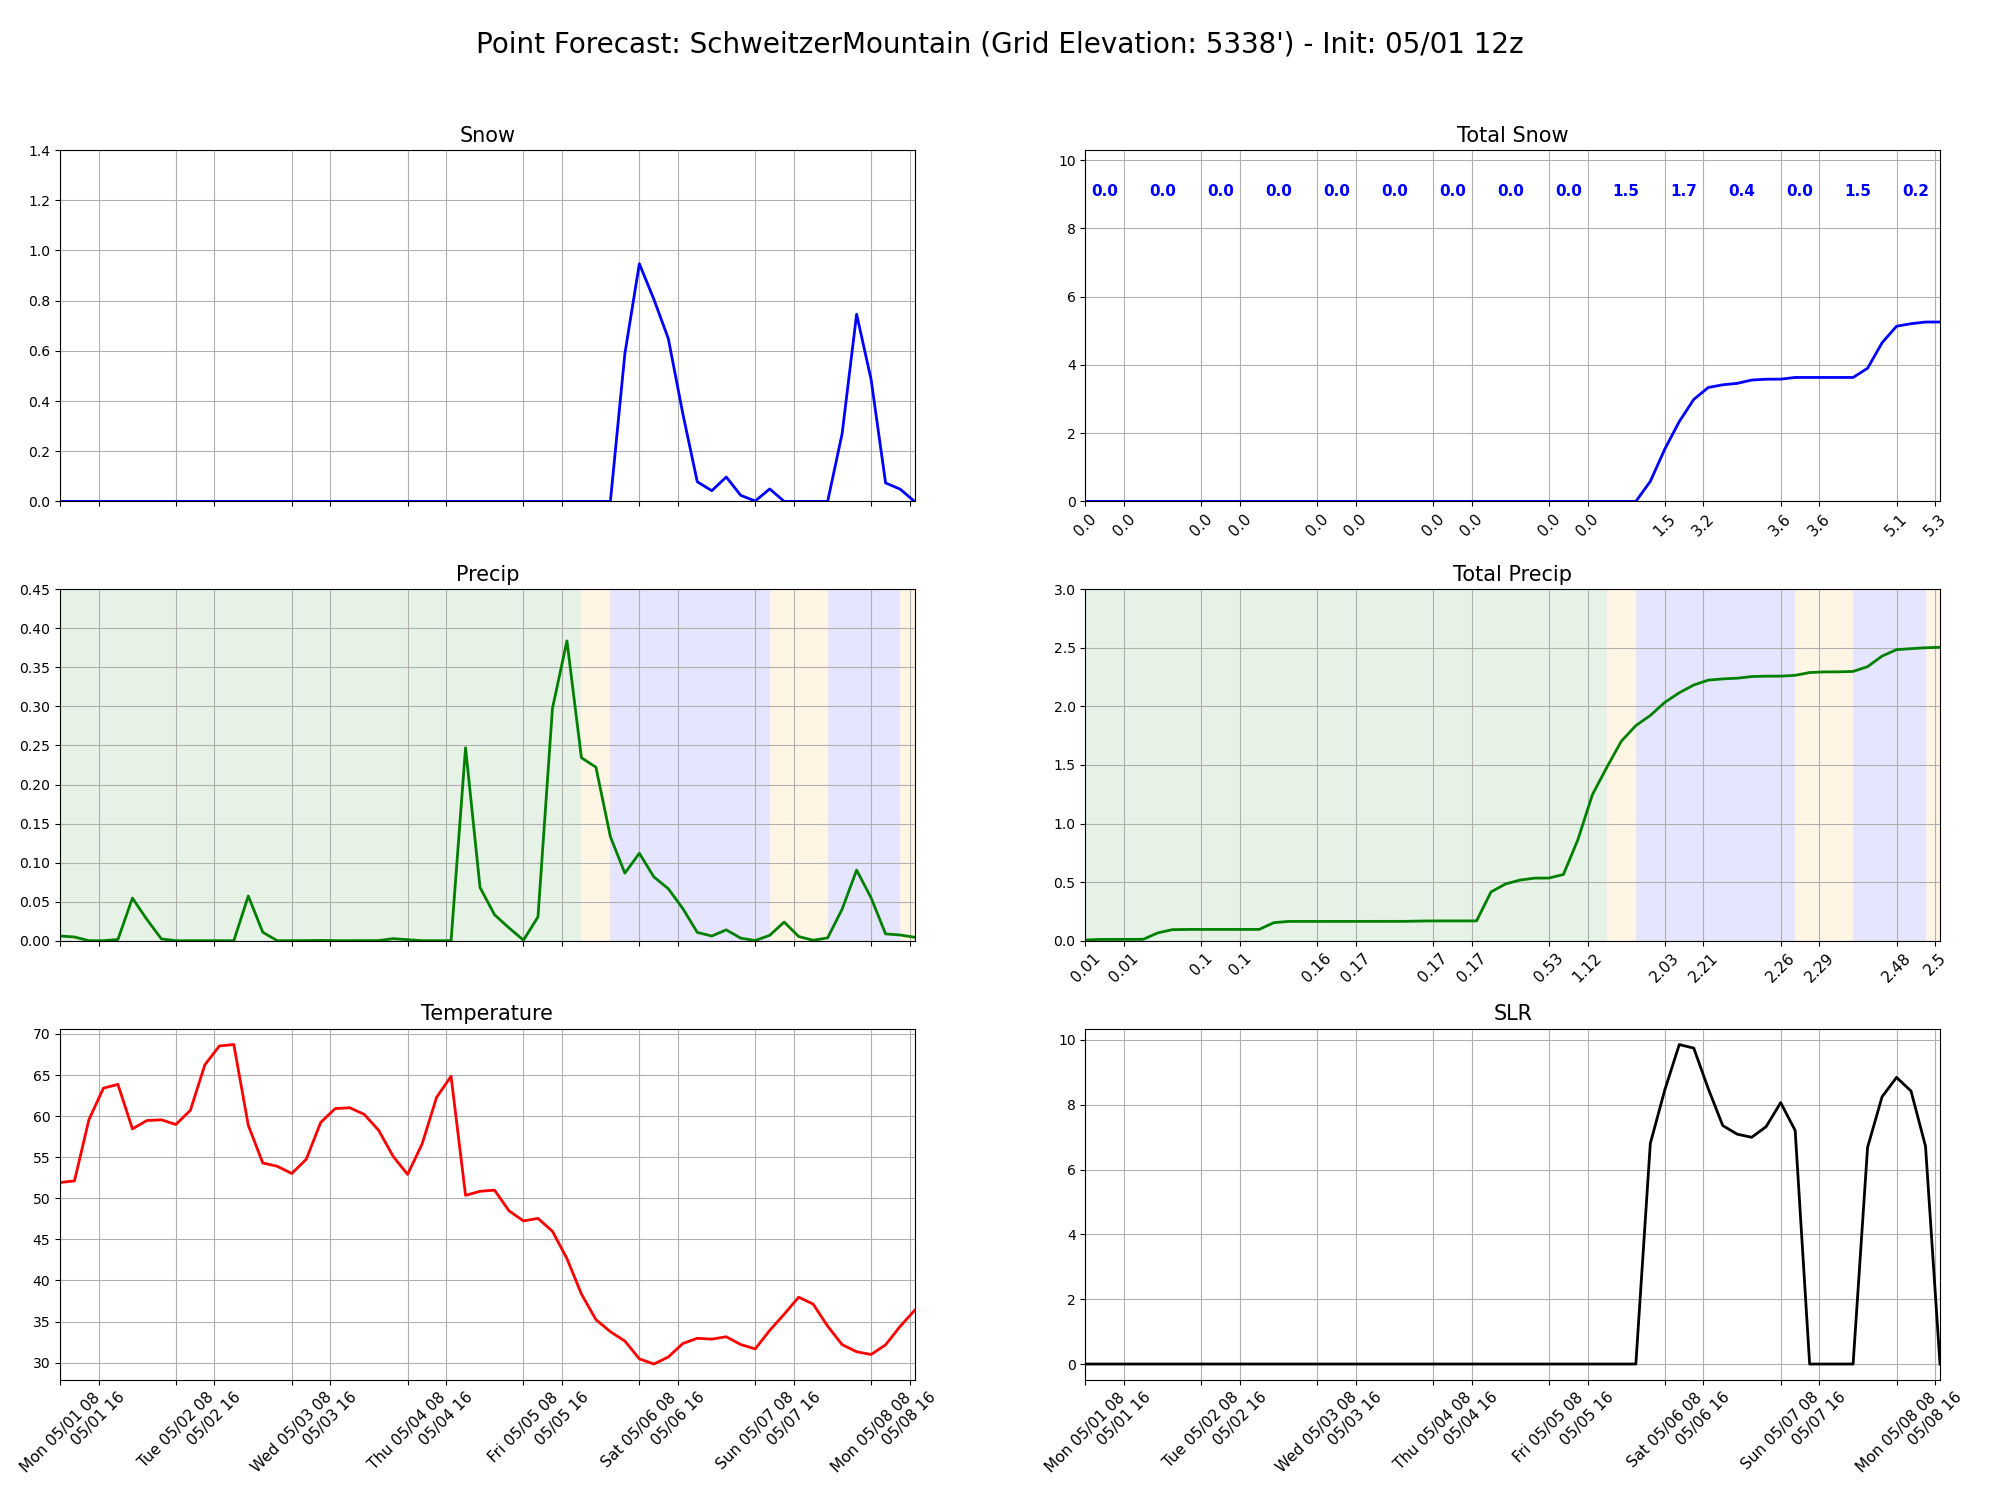 Point Forecast: SchweitzerMountain (Grid Elevation: 5338') - Init: 05/01 12z
Snow
1.4
1.2
1.0
0.8
0.6
0.4
0.2
0.0
Total Snow
10
8
6
4
2
0
0.0 0.0 0.0 0.0 0.0 0.0 0.0 0.0 0.0 1.5 1.7 0.4 0.0 1.5 0.2
0.0 0.0 0.0 0.0 0.0 0.0 0.0 0.0 0.0 0.0 1.5 3.2 3.6 3.6 5.1 5.3
Precip
0.45
0.40
0.35
0.30
0.25
0.20
0.15
0.10
0.05
0.00
Total Precip
3.0
2.5
2.0
1.5
1.0
0.5
0.0
0.01 0.01 0.1 0.1 0.16 0.17 0.17 0.17 0.53 1.12 2.03 2.21 2.26 2.29 2.48 2.5
Temperature
70
65
60
55
50
45
40
35
30
Mon 05/01 08
05/01 16
Tue 05/02 08
05/02 16
Wed 05/03 08
05/03 16
Thu 05/04 08
05/04 16
Fri 05/05 08
05/05 16
Sat 05/06 08
05/06 16
Sun 05/07 08
05/07 16
Mon 05/08 08
05/08 16
SLR
10
8
6
4
2
0
Mon 05/01 08
05/01 16
Tue 05/02 08
05/02 16
Wed 05/03 08
05/03 16
Thu 05/04 08
05/04 16
Fri 05/05 08
05/05 16
Sat 05/06 08
05/06 16
Sun 05/07 08
05/07 16
Mon 05/08 08
05/08 16